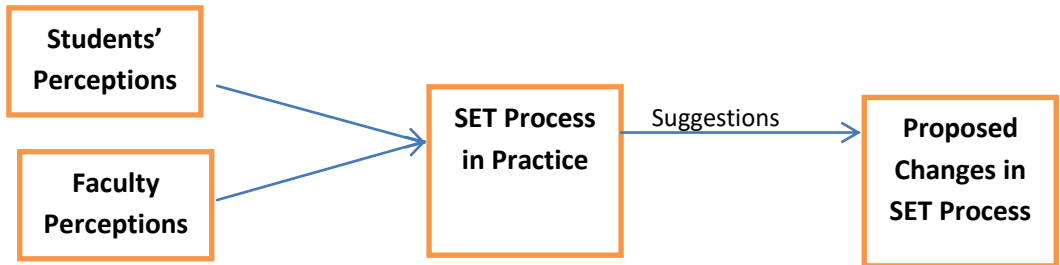 Students’
Perceptions
Faculty
Perceptions
SET Process
in Practice
Suggestions
Proposed
Changes in
SET Process